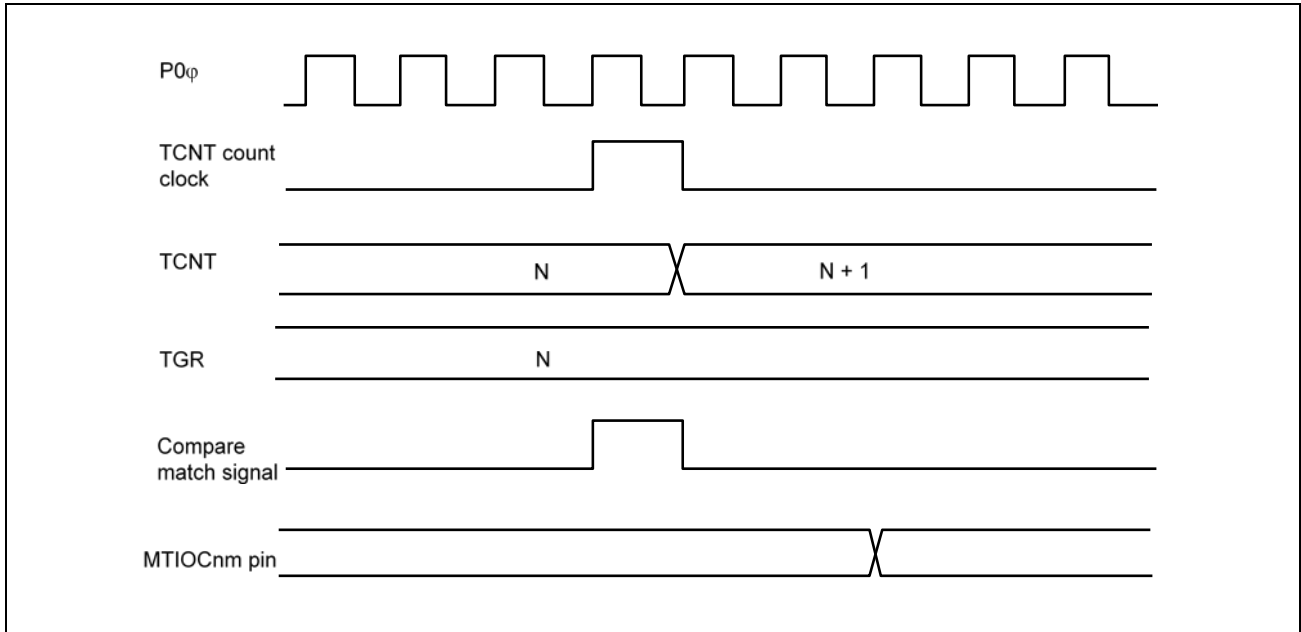 P0φ
TCNT count
clock
TCNT
N
N + 1
TGR
N
Compare
match signal
MTIOCnm pin